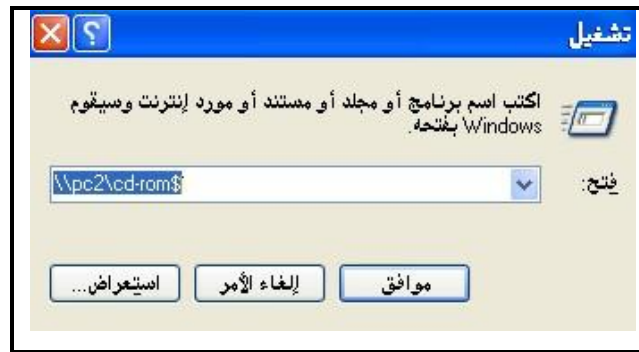 تشغيل
اكتب اسم برنامج أو مجلد أو مستند أو مورد إنترنت وسيقوم
Windows بفتحه.
فتح:
\\pc2\cd-rom$
موافق
إلغاء الأمر
استعراض...